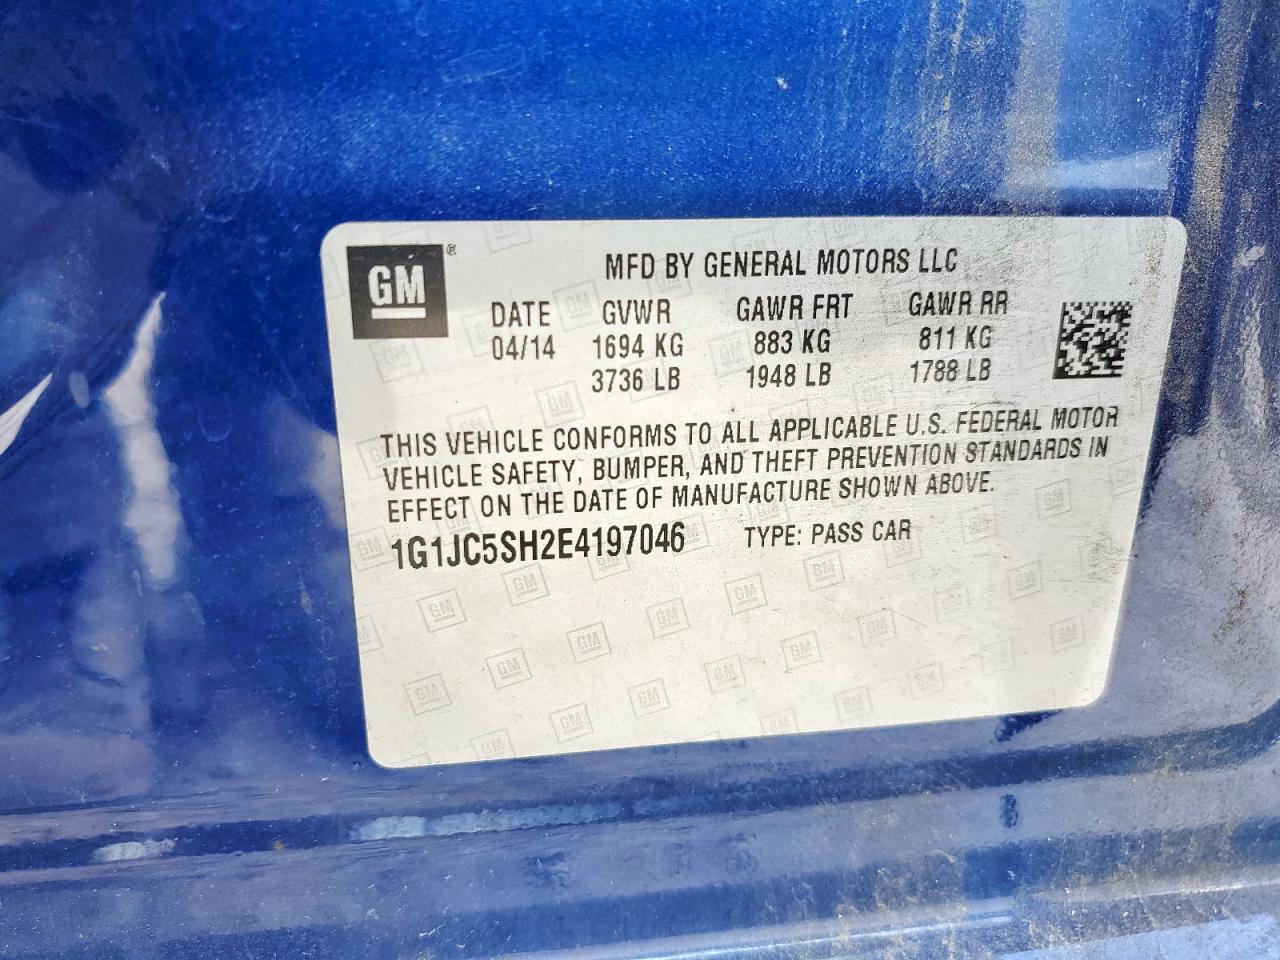 GM ®
MFD BY GENERAL MOTORS LLC
DATE GVWR GAWR FRT GAWR RR
04/14 1694 KG 883 KG 811 KG
3736 LB 1948 LB 1788 LB
THIS VEHICLE CONFORMS TO ALL APPLICABLE U.S. FEDERAL MOTOR
VEHICLE SAFETY, BUMPER, AND THEFT PREVENTION STANDARDS IN
EFFECT ON THE DATE OF MANUFACTURE SHOWN ABOVE.
1G1JC5SH2E4197046 TYPE: PASS CAR